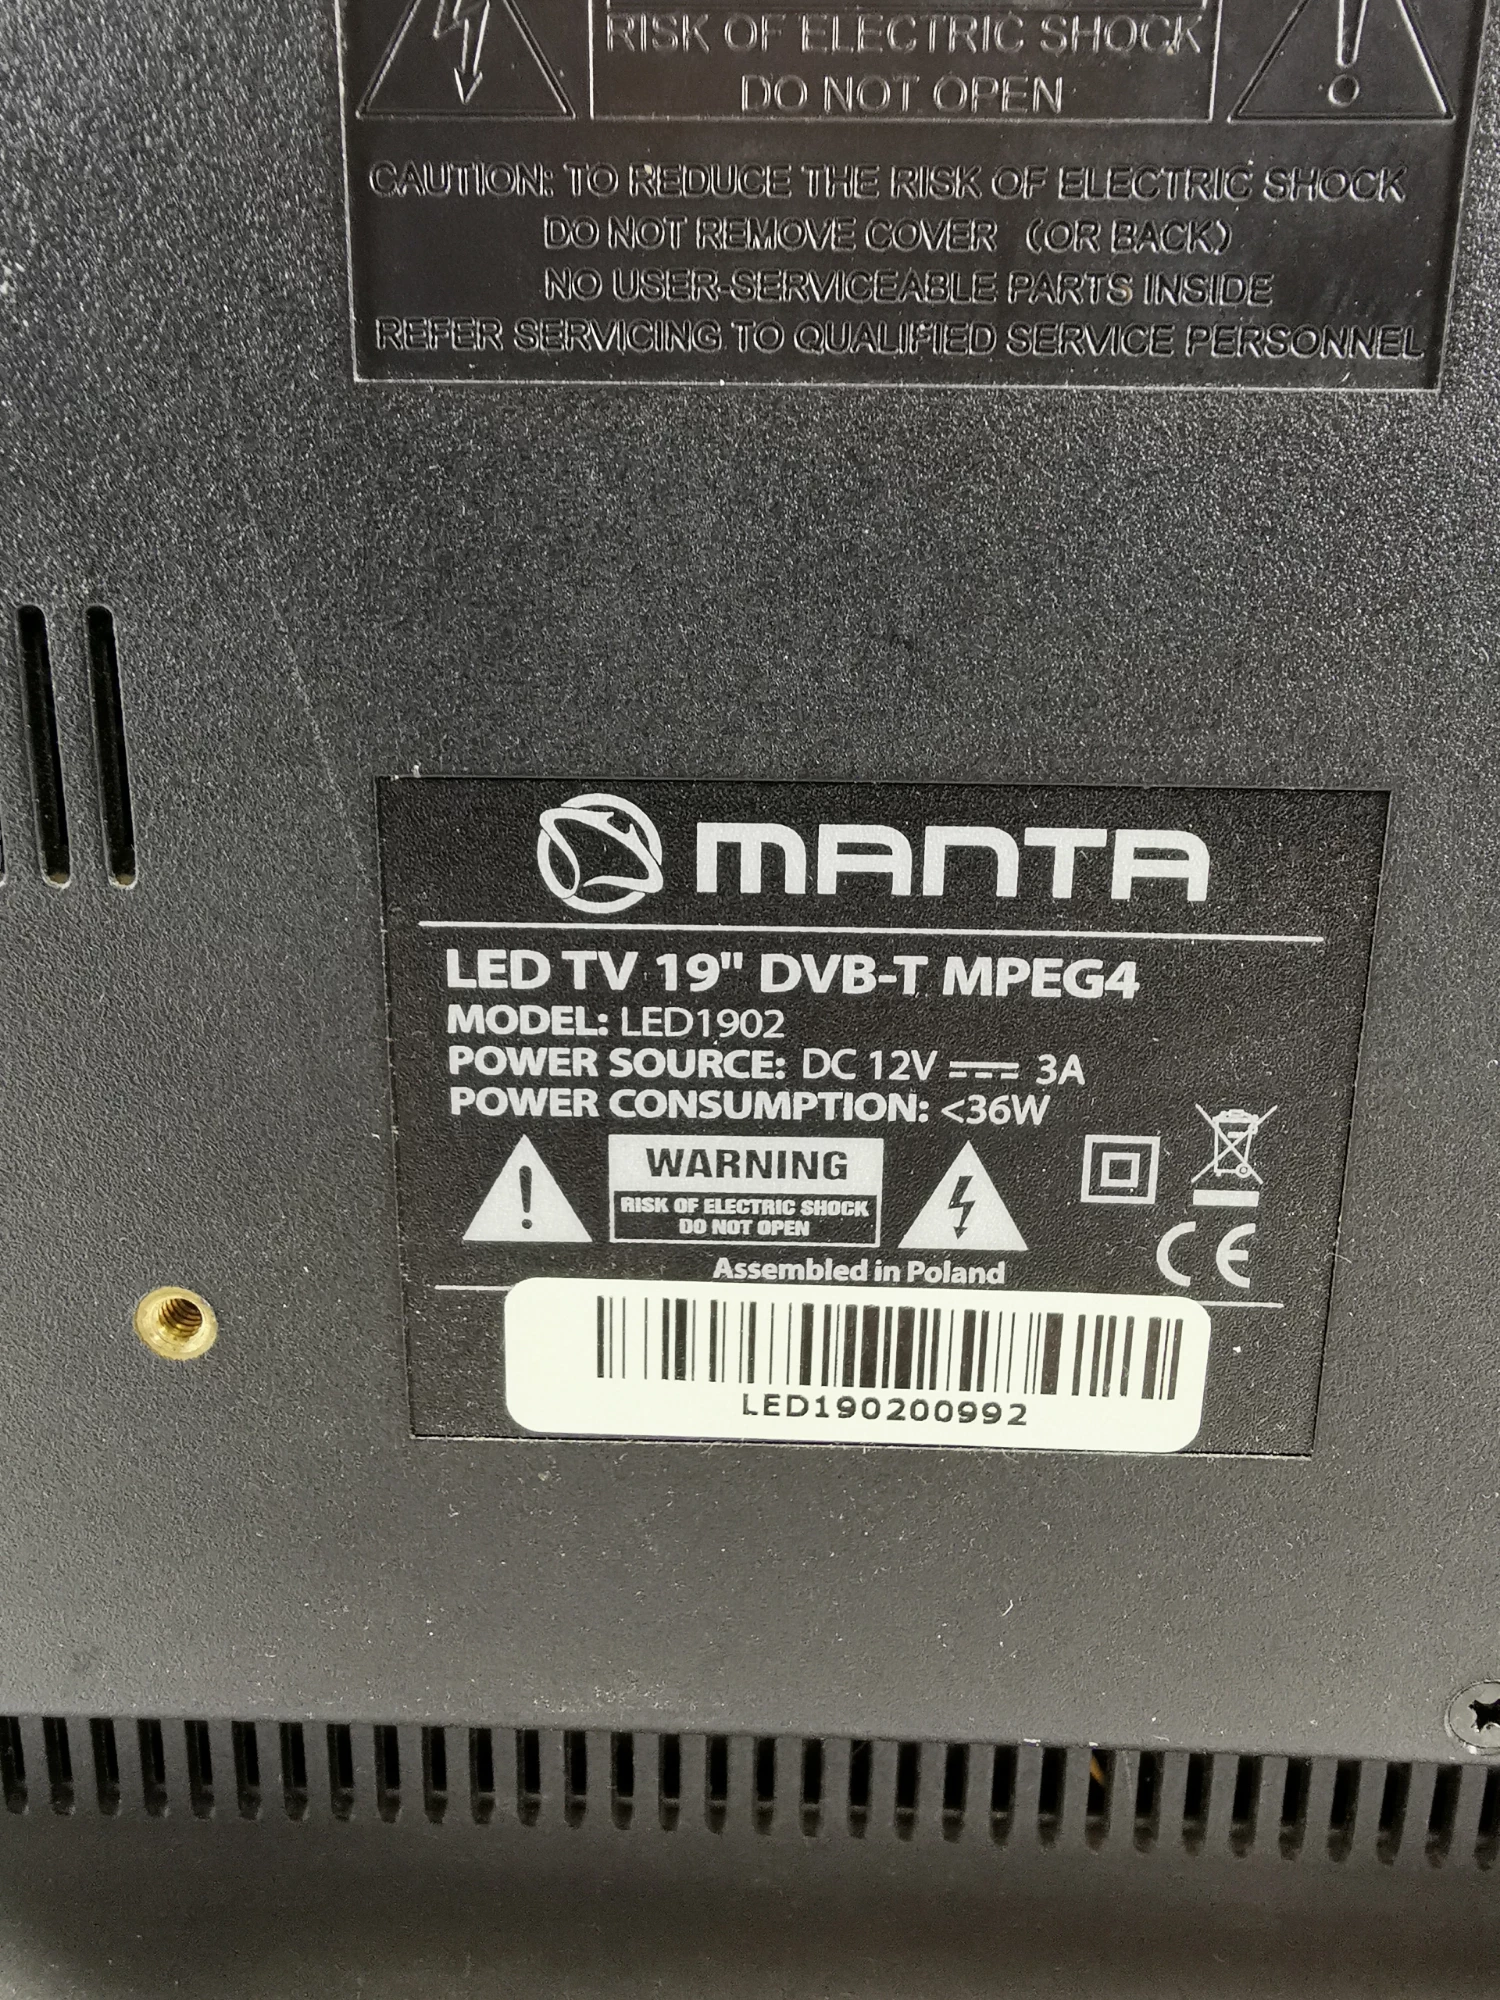 RISK OF ELECTRIC SHOCK
DO NOT OPEN
CAUTION: TO REDUCE THE RISK OF ELECTRIC SHOCK
DO NOT REMOVE COVER (OR BACK)
NO USER-SERVICEABLE PARTS INSIDE
REFER SERVICING TO QUALIFIED SERVICE PERSONNEL
MANTA
LED TV 19" DVB-T MPEG4
MODEL: LED1902
POWER SOURCE: DC 12V ⎓ 3A
POWER CONSUMPTION: <36W
WARNING
RISK OF ELECTRIC SHOCK
DO NOT OPEN
CE
Assembled in Poland
LED190200992